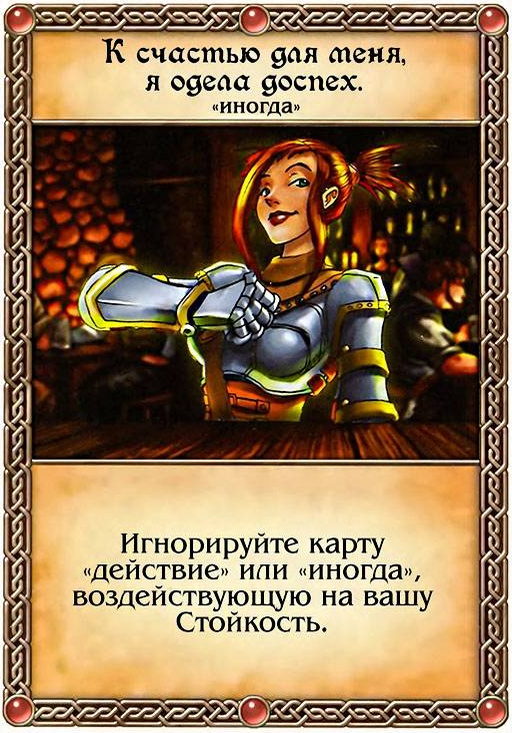 К счастью для меня,
я одела доспех.
«иногда»
Игнорируйте карту
«действие» или «иногда»,
воздействующую на вашу
Стойкость.